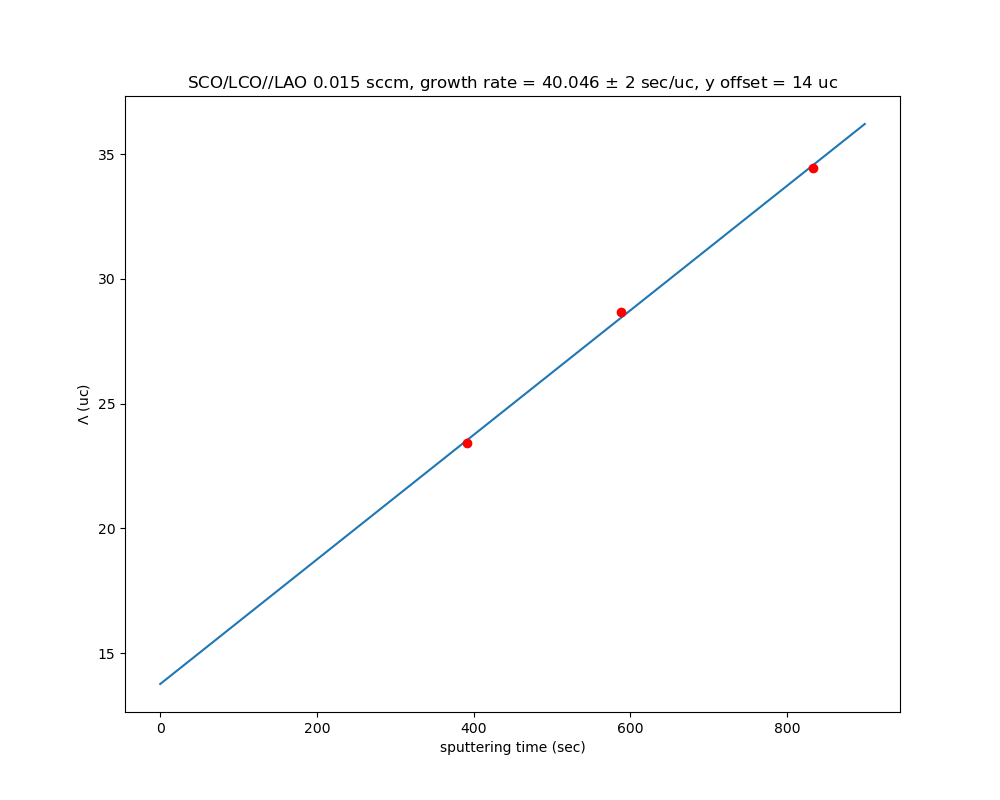 SCO/LCO//LAO 0.015 sccm, growth rate = 40.046 ± 2 sec/uc, y offset = 14 uc
35
30
25
20
15
Λ (uc)
0 200 400 600 800
sputtering time (sec)